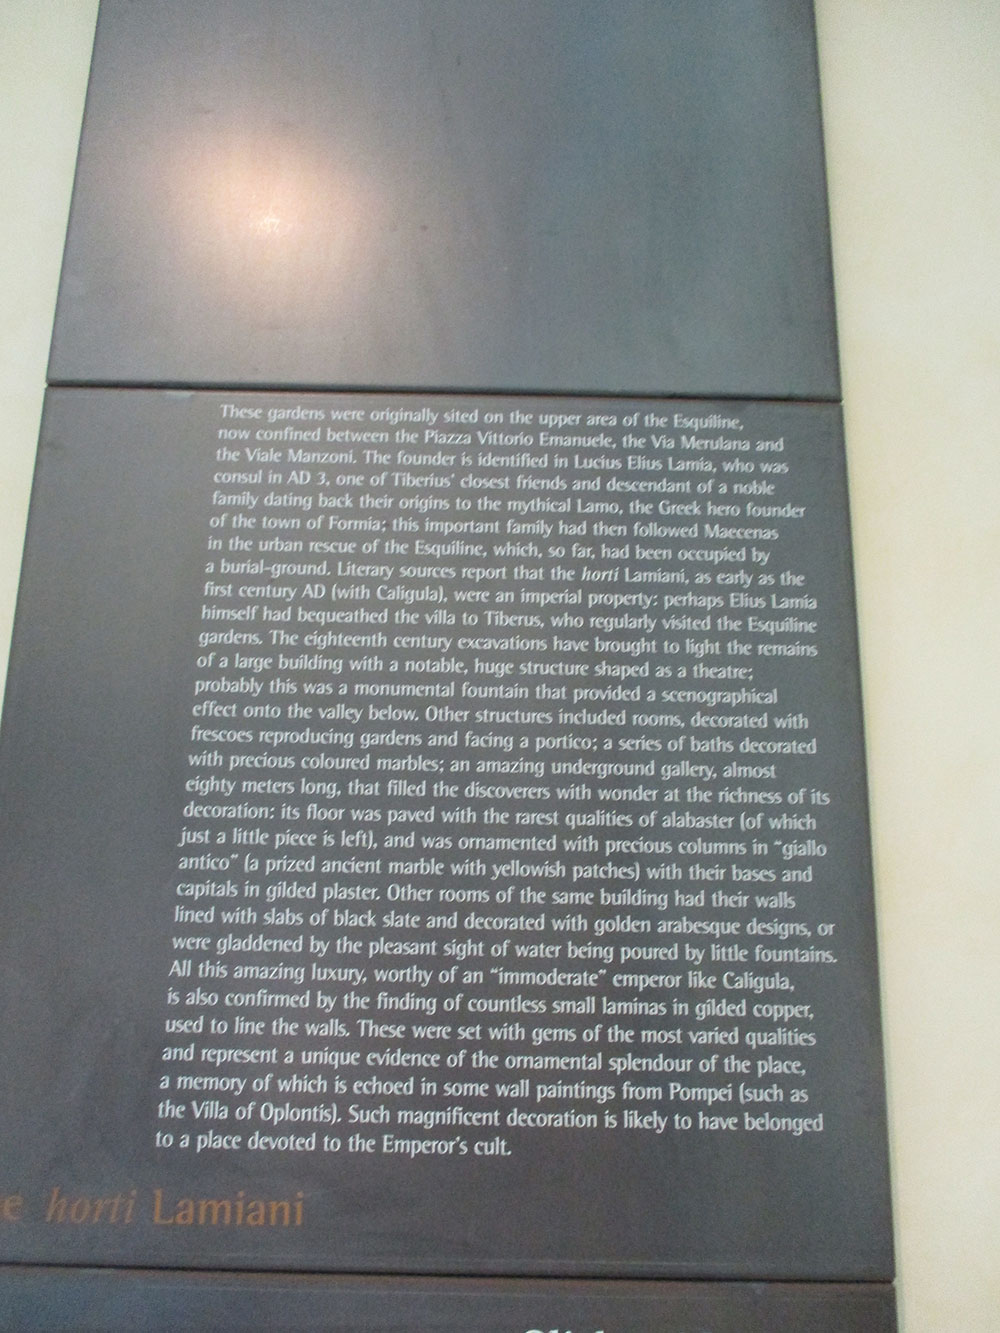 These gardens were originally sited on the upper area of the Esquiline,
now confined between the Piazza Vittorio Emanuele, the Via Merulana and
the Viale Manzoni. The founder is identified in Lucius Elius Lamia, who was
consul in AD 3, one of Tiberius' closest friends and descendant of a noble
family dating back their origins to the mythical Lamo, the Greek hero founder
of the town of Formia; this important family had then followed Maecenas
in the urban rescue of the Esquiline, which, so far, had been occupied by
a burial-ground. Literary sources report that the horti Lamiani, as early as the
first century AD (with Caligula), were an imperial property: perhaps Elius Lamia
himself had bequeathed the villa to Tiberus, who regularly visited the Esquiline
gardens. The eighteenth century excavations have brought to light the remains
of a large building with a notable, huge structure shaped as a theatre;
probably this was a monumental fountain that provided a scenographical
effect onto the valley below. Other structures included rooms, decorated with
frescoes reproducing gardens and facing a portico; a series of baths decorated
with precious coloured marbles; an amazing underground gallery, almost
eighty meters long, that filled the discoverers with wonder at the richness of its
decoration: its floor was paved with the rarest qualities of alabaster (of which
just a little piece is left), and was ornamented with precious columns in "giallo
antico" (a prized ancient marble with yellowish patches) with their bases and
capitals in gilded plaster. Other rooms of the same building had their walls
lined with slabs of black slate and decorated with golden arabesque designs, or
were gladdened by the pleasant sight of water being poured by little fountains.
All this amazing luxury, worthy of an "immoderate" emperor like Caligula,
is also confirmed by the finding of countless small laminas in gilded copper,
used to line the walls. These were set with gems of the most varied qualities
and represent a unique evidence of the ornamental splendour of the place,
a memory of which is echoed in some wall paintings from Pompei (such as
the Villa of Oplontis). Such magnificent decoration is likely to have belonged
to a place devoted to the Emperor's cult.
e horti Lamiani